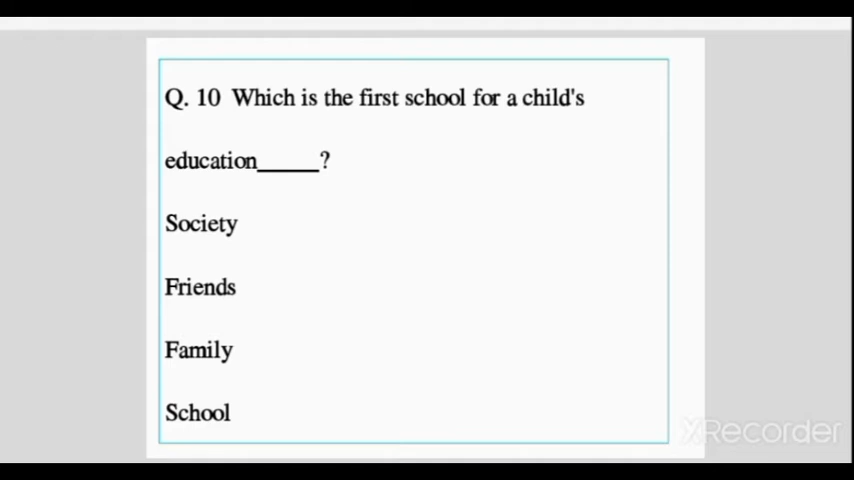 Q. 10 Which is the first school for a child's
education_____?
Society
Friends
Family
School
XRecorder